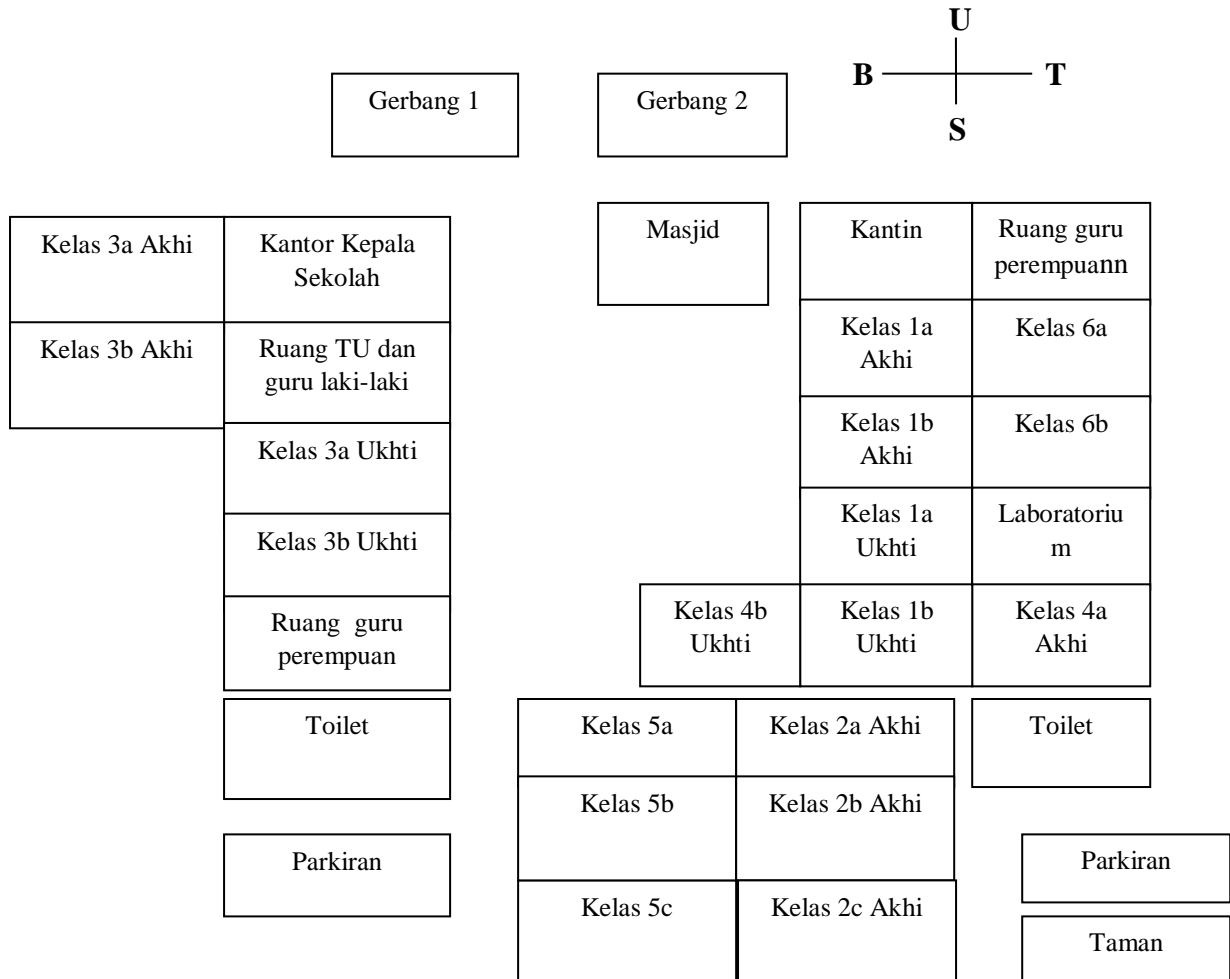 U
B
T
S
Gerbang 1
Gerbang 2
Kelas 3a Akhi
Kantor Kepala
Sekolah
Masjid
Kantin
Ruang guru
perempuann
Kelas 3b Akhi
Ruang TU dan
guru laki-laki
Kelas 1a
Akhi
Kelas 6a
Kelas 3a Ukhti
Kelas 1b
Akhi
Kelas 6b
Kelas 3b Ukhti
Kelas 1a
Ukhti
Laboratoriu
m
Ruang guru
perempuan
Kelas 4b
Ukhti
Kelas 1b
Ukhti
Kelas 4a
Akhi
Toilet
Kelas 5a
Kelas 2a Akhi
Toilet
Kelas 5b
Kelas 2b Akhi
Parkiran
Parkiran
Kelas 5c
Kelas 2c Akhi
Taman